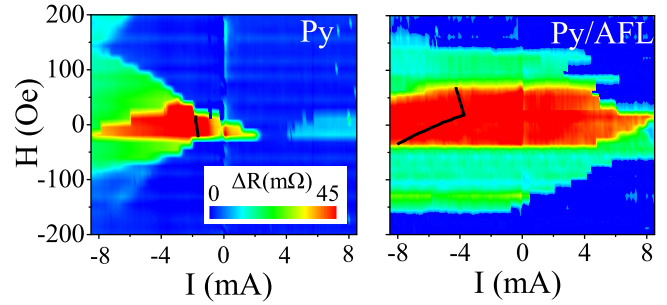 Py
Py/AFL
200
100
0
-100
-200
H (Oe)
ΔR(mΩ)
0 45
-8 -4 0 4 8
-8 -4 0 4 8
I (mA)
I (mA)